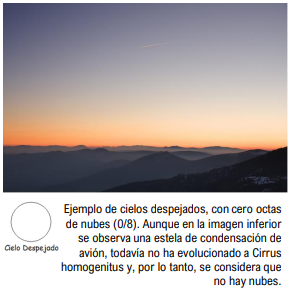 Ejemplo de cielos despejados, con cero octas
de nubes (0/8). Aunque en la imagen inferior
se observa una estela de condensación de
avión, todavía no ha evolucionado a Cirrus
homogenitus y, por lo tanto, se considera que
no hay nubes.
Cielo Despejado